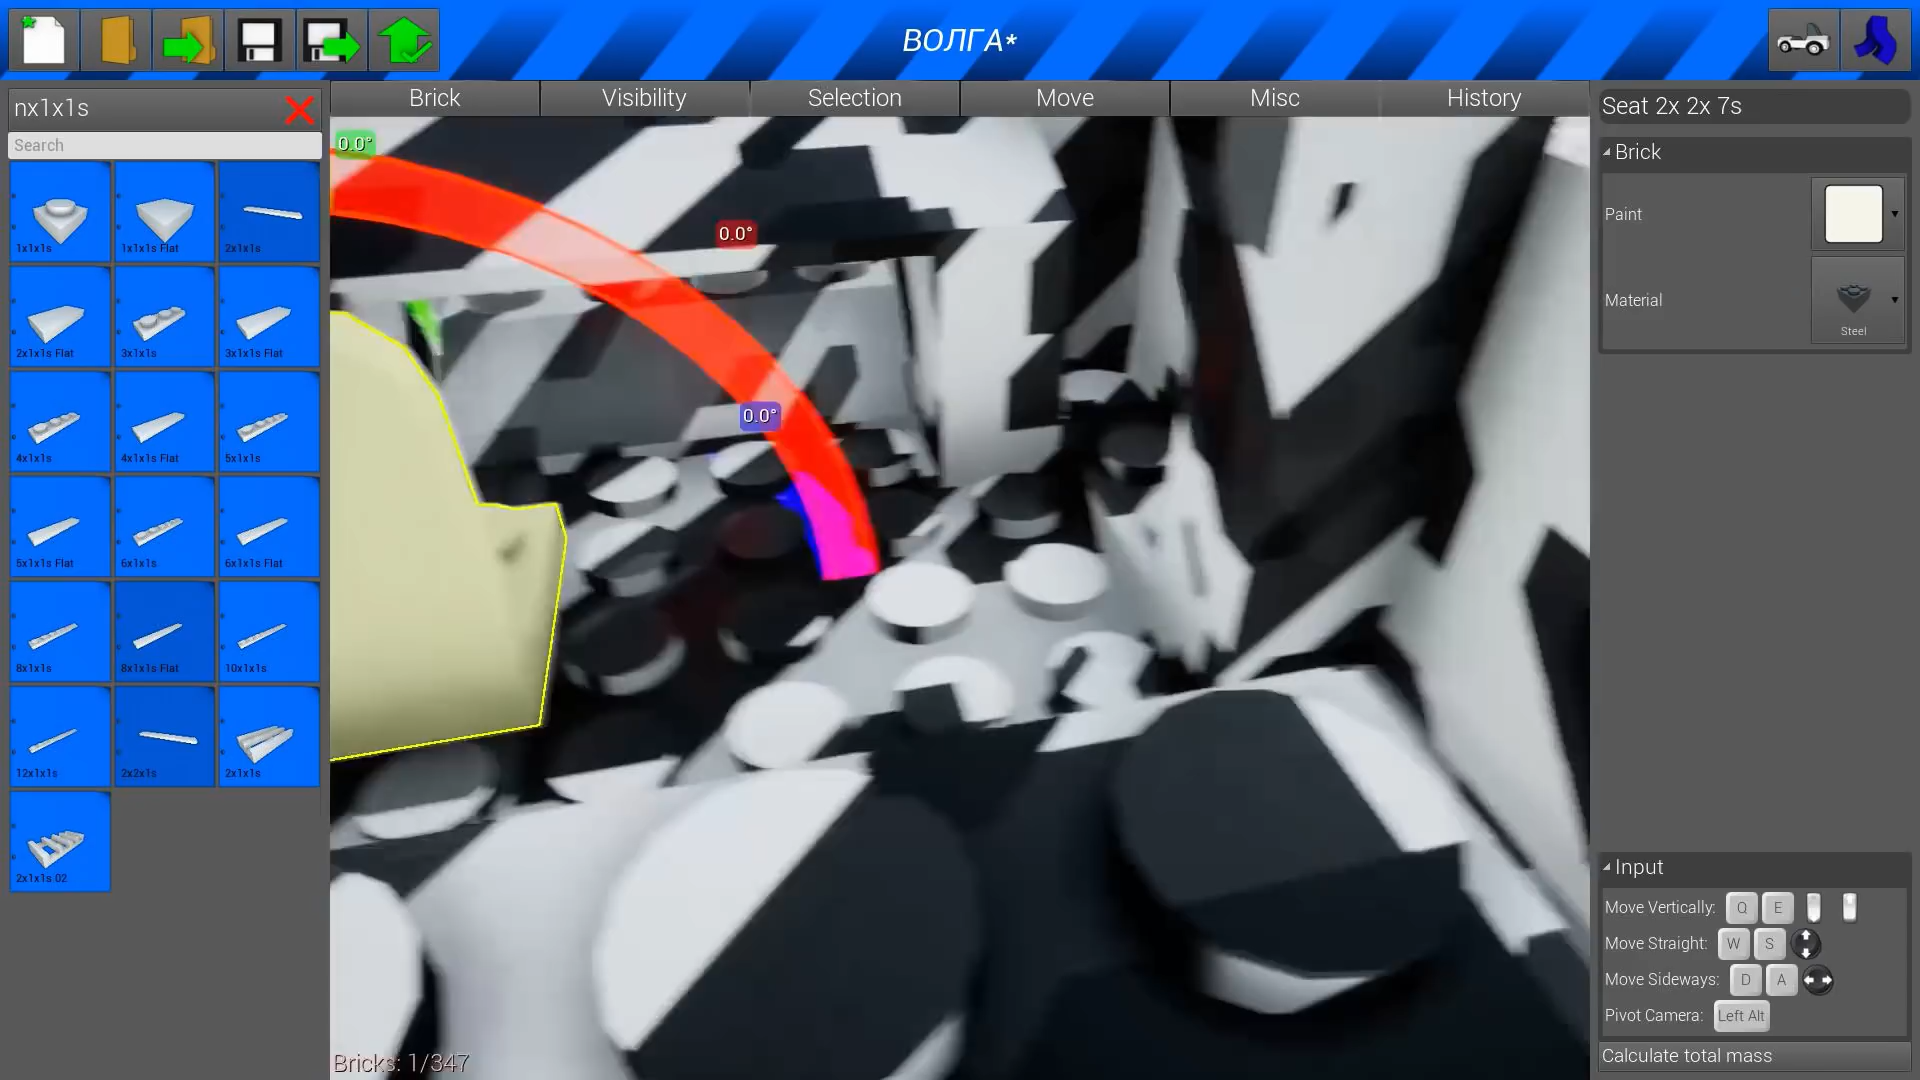 ВОЛГА*
nx1x1s
Search
1x1x1s
1x1x1s Flat
2x1x1s
2x1x1s Flat
3x1x1s
3x1x1s Flat
4x1x1s
4x1x1s Flat
5x1x1s
5x1x1s Flat
6x1x1s
6x1x1s Flat
8x1x1s
8x1x1s Flat
10x1x1s
12x1x1s
2x2x1s
2x1x1s
2x1x1s 02
Brick
Visibility
Selection
Move
Misc
History
0.0°
0.0°
0.0°
Bricks: 1/347
Seat 2x 2x 7s
Brick
Paint
Material
Steel
Input
Move Vertically: Q E
Move Straight: W S
Move Sideways: D A
Pivot Camera: Left Alt
Calculate total mass